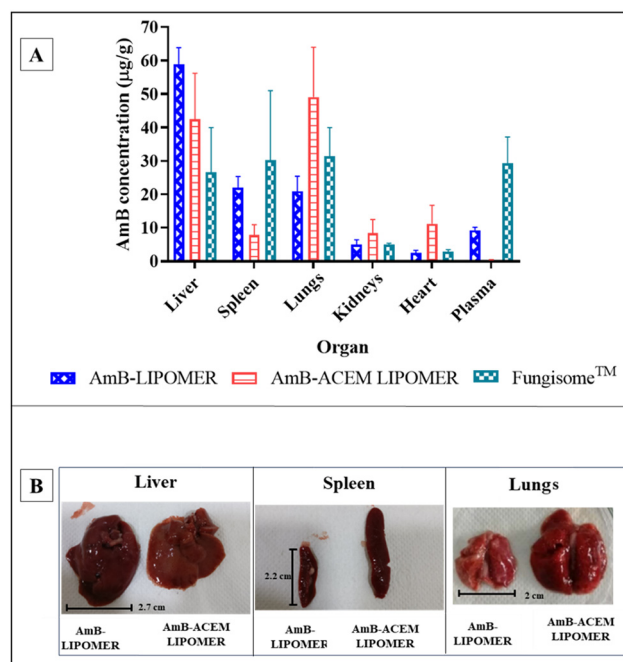 A
AmB concentration (µg/g)
70
60
50
40
30
20
10
0
Liver
Spleen
Lungs
Kidneys
Heart
Plasma
Organ
AmB-LIPOMER
AmB-ACEM LIPOMER
Fungisome™
B
Liver
Spleen
Lungs
2.7 cm
2.2 cm
2 cm
AmB-
LIPOMER
AmB-ACEM
LIPOMER
AmB-
LIPOMER
AmB-ACEM
LIPOMER
AmB-
LIPOMER
AmB-ACEM
LIPOMER